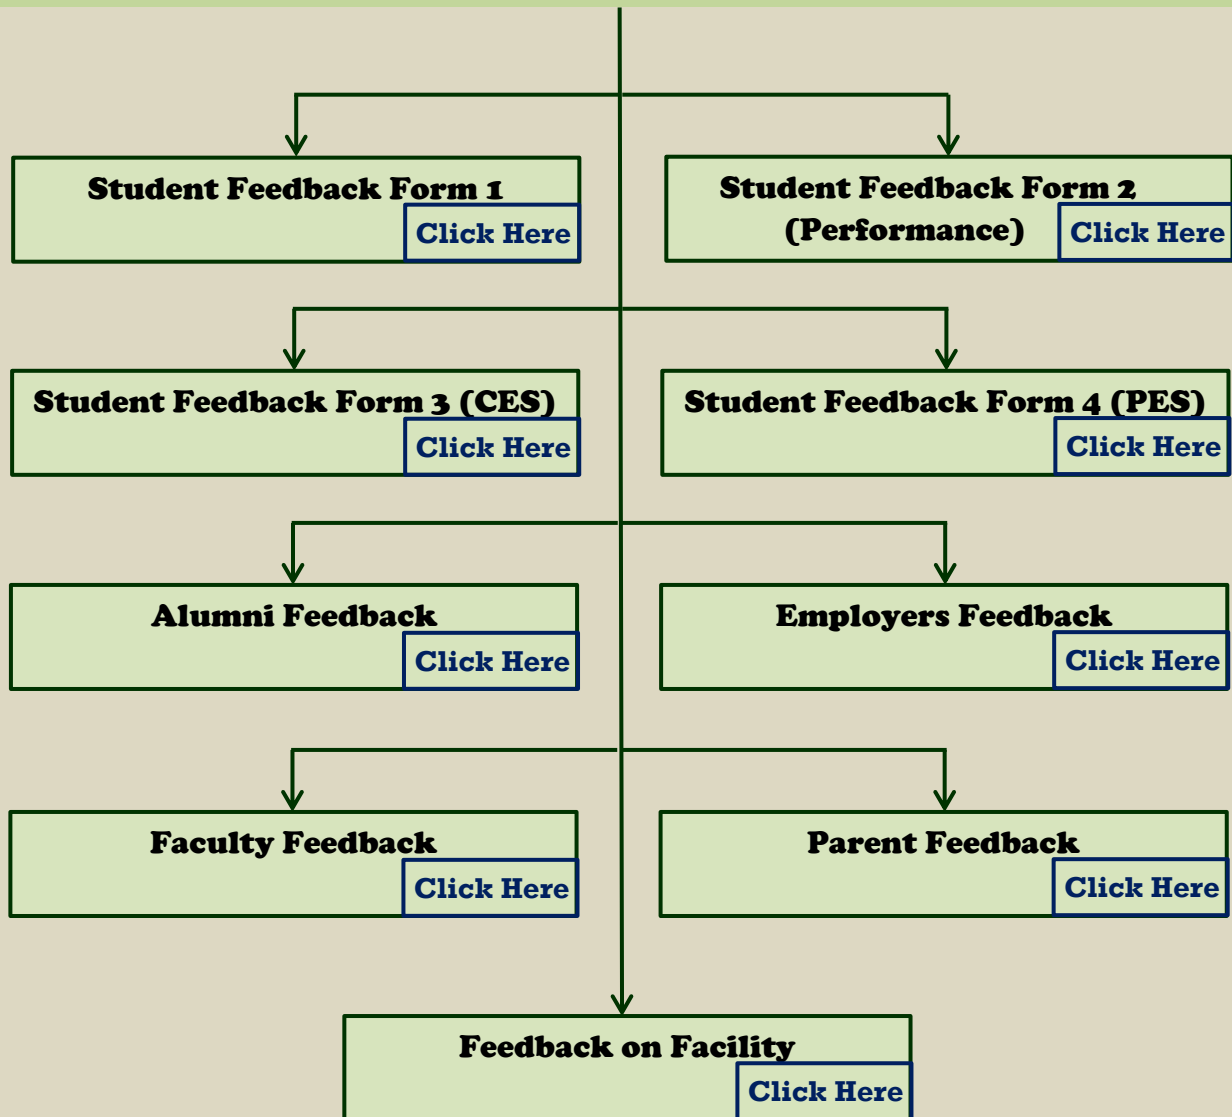 Student Feedback Form 1
Click Here
Student Feedback Form 2
(Performance)
Click Here
Student Feedback Form 3 (CES)
Click Here
Student Feedback Form 4 (PES)
Click Here
Alumni Feedback
Click Here
Employers Feedback
Click Here
Faculty Feedback
Click Here
Parent Feedback
Click Here
Feedback on Facility
Click Here